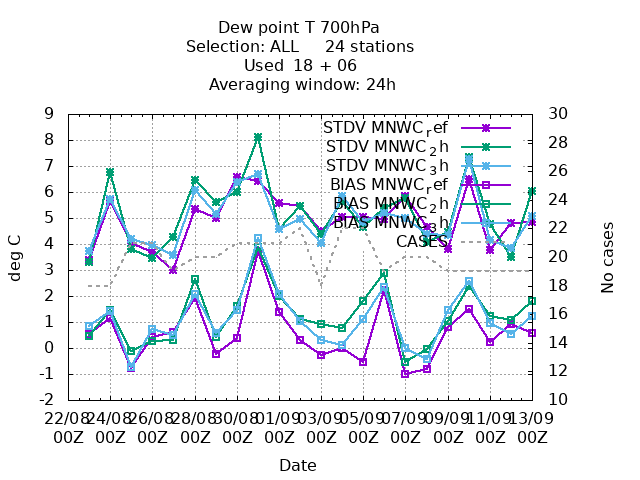 Dew point T 700hPa
Selection: ALL 24 stations
Used 18 + 06
Averaging window: 24h
9 30
8 28
7 26
6 24
5 22
4 20
3 18
2 16
1 14
0 12
-1 10
-2
deg C
No cases
STDV MNWC_ref
STDV MNWC_2h
STDV MNWC_3h
BIAS MNWC_ref
BIAS MNWC_2h
BIAS MNWC_3h
CASES
22/08 24/08 26/08 28/08 30/08 01/09 03/09 05/09 07/09 09/09 11/09 13/09
00Z 00Z 00Z 00Z 00Z 00Z 00Z 00Z 00Z 00Z 00Z 00Z
Date